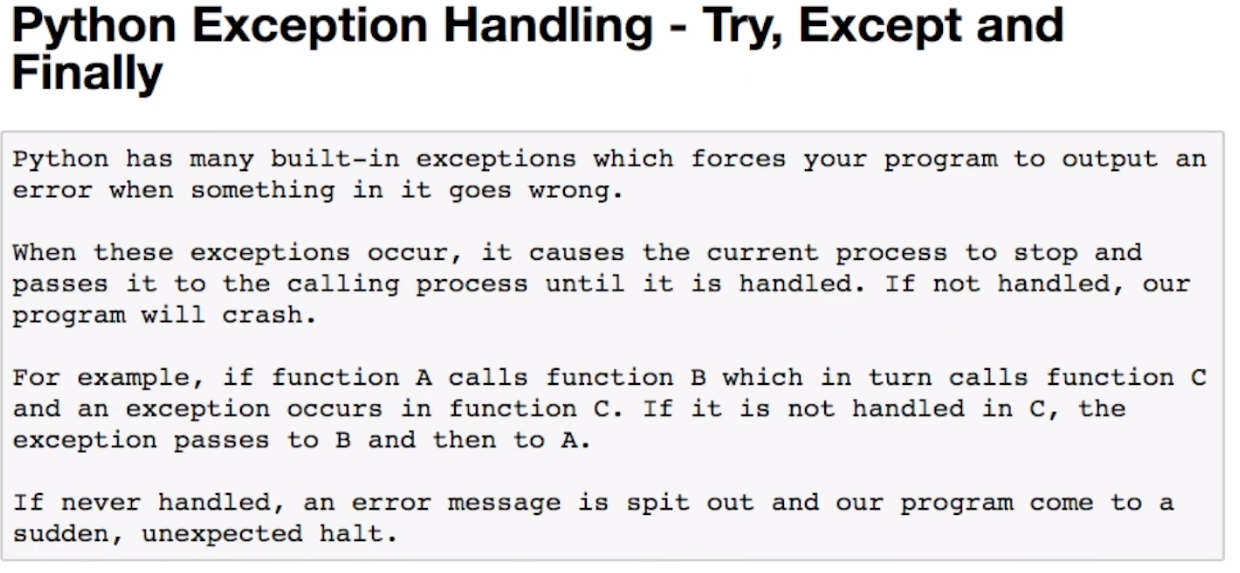 Python Exception Handling - Try, Except and
Finally
Python has many built-in exceptions which forces your program to output an
error when something in it goes wrong.
When these exceptions occur, it causes the current process to stop and
passes it to the calling process until it is handled. If not handled, our
program will crash.
For example, if function A calls function B which in turn calls function C
and an exception occurs in function C. If it is not handled in C, the
exception passes to B and then to A.
If never handled, an error message is spit out and our program come to a
sudden, unexpected halt.